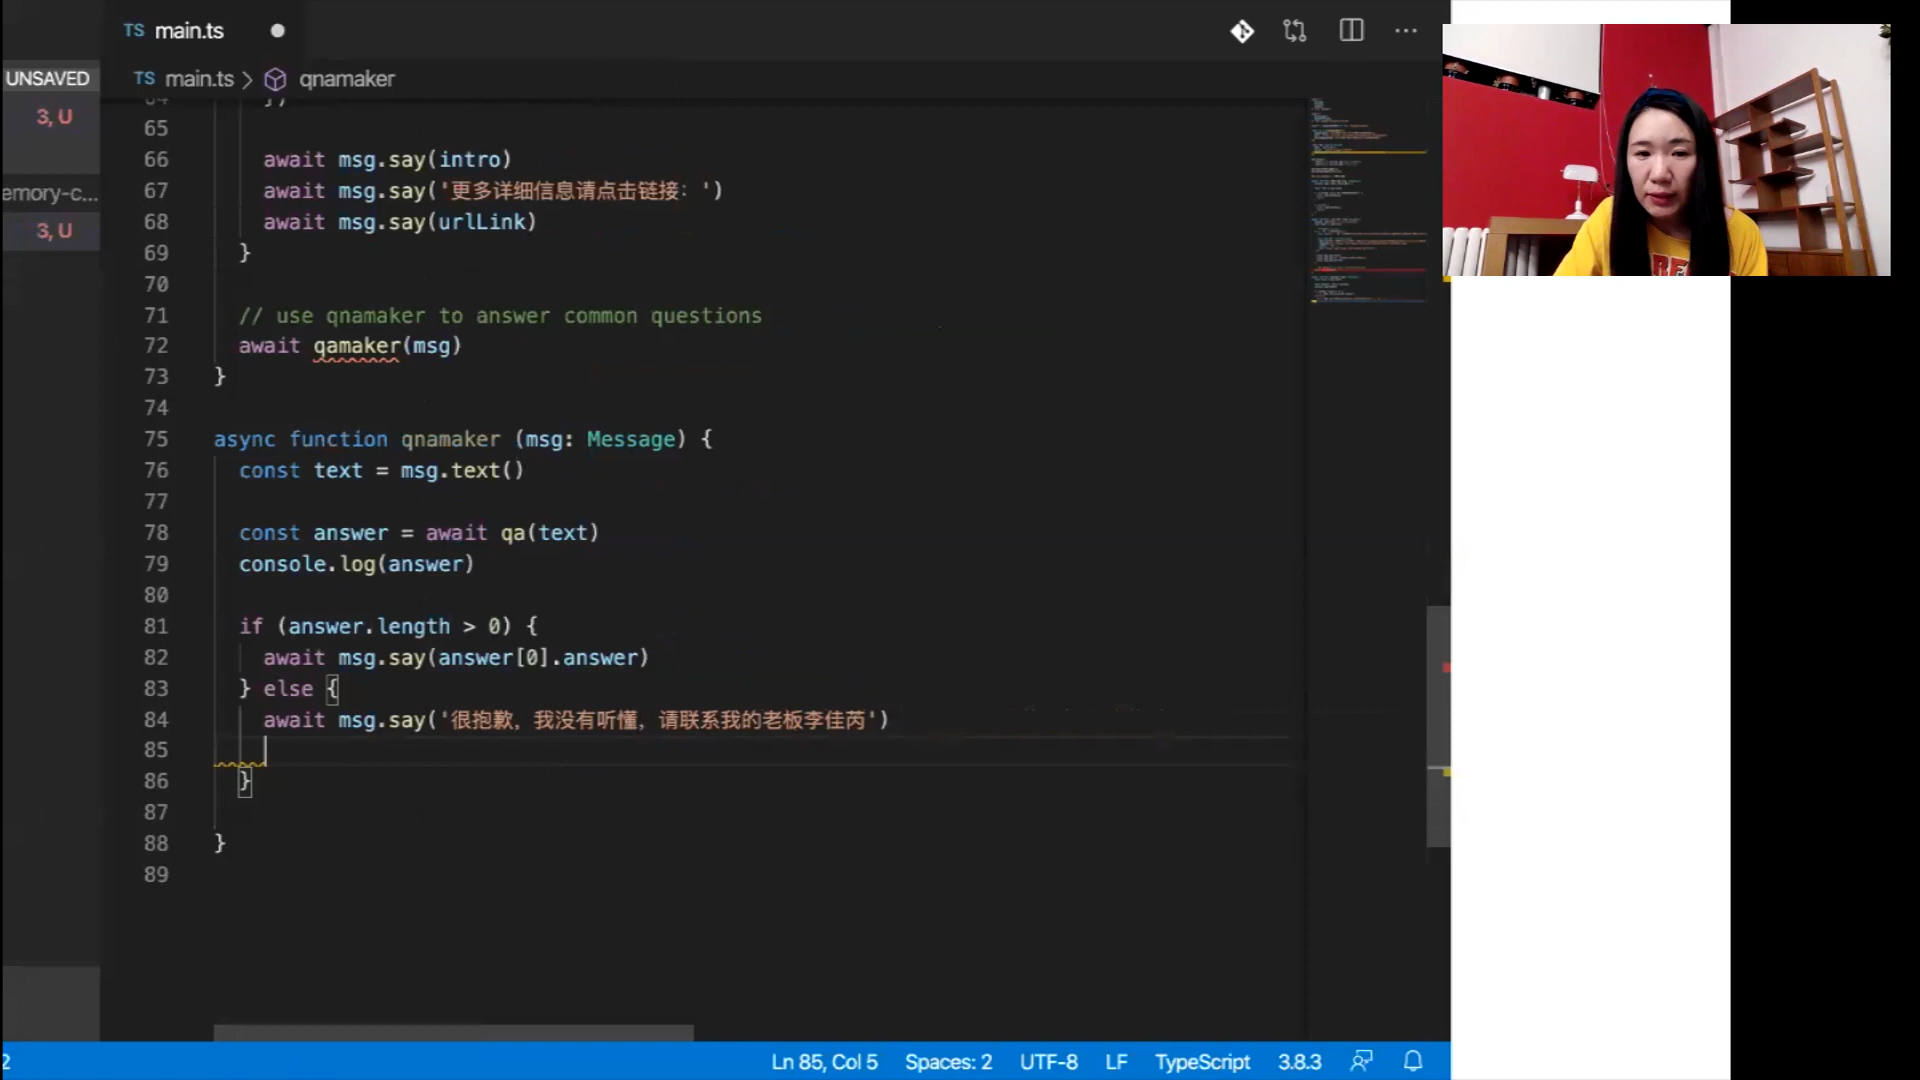 TS main.ts
UNSAVED
TS main.ts > qnamaker
3, U
emory-c...
3, U
65
66 await msg.say(intro)
67 await msg.say('更多详细信息请点击链接：')
68 await msg.say(urlLink)
69 }
70
71 // use qnamaker to answer common questions
72 await qamaker(msg)
73 }
74
75 async function qnamaker (msg: Message) {
76 const text = msg.text()
77
78 const answer = await qa(text)
79 console.log(answer)
80
81 if (answer.length > 0) {
82 await msg.say(answer[0].answer)
83 } else {
84 await msg.say('很抱歉，我没有听懂，请联系我的老板李佳芮')
85
86 }
87
88 }
89
2 Ln 85, Col 5 Spaces: 2 UTF-8 LF TypeScript 3.8.3